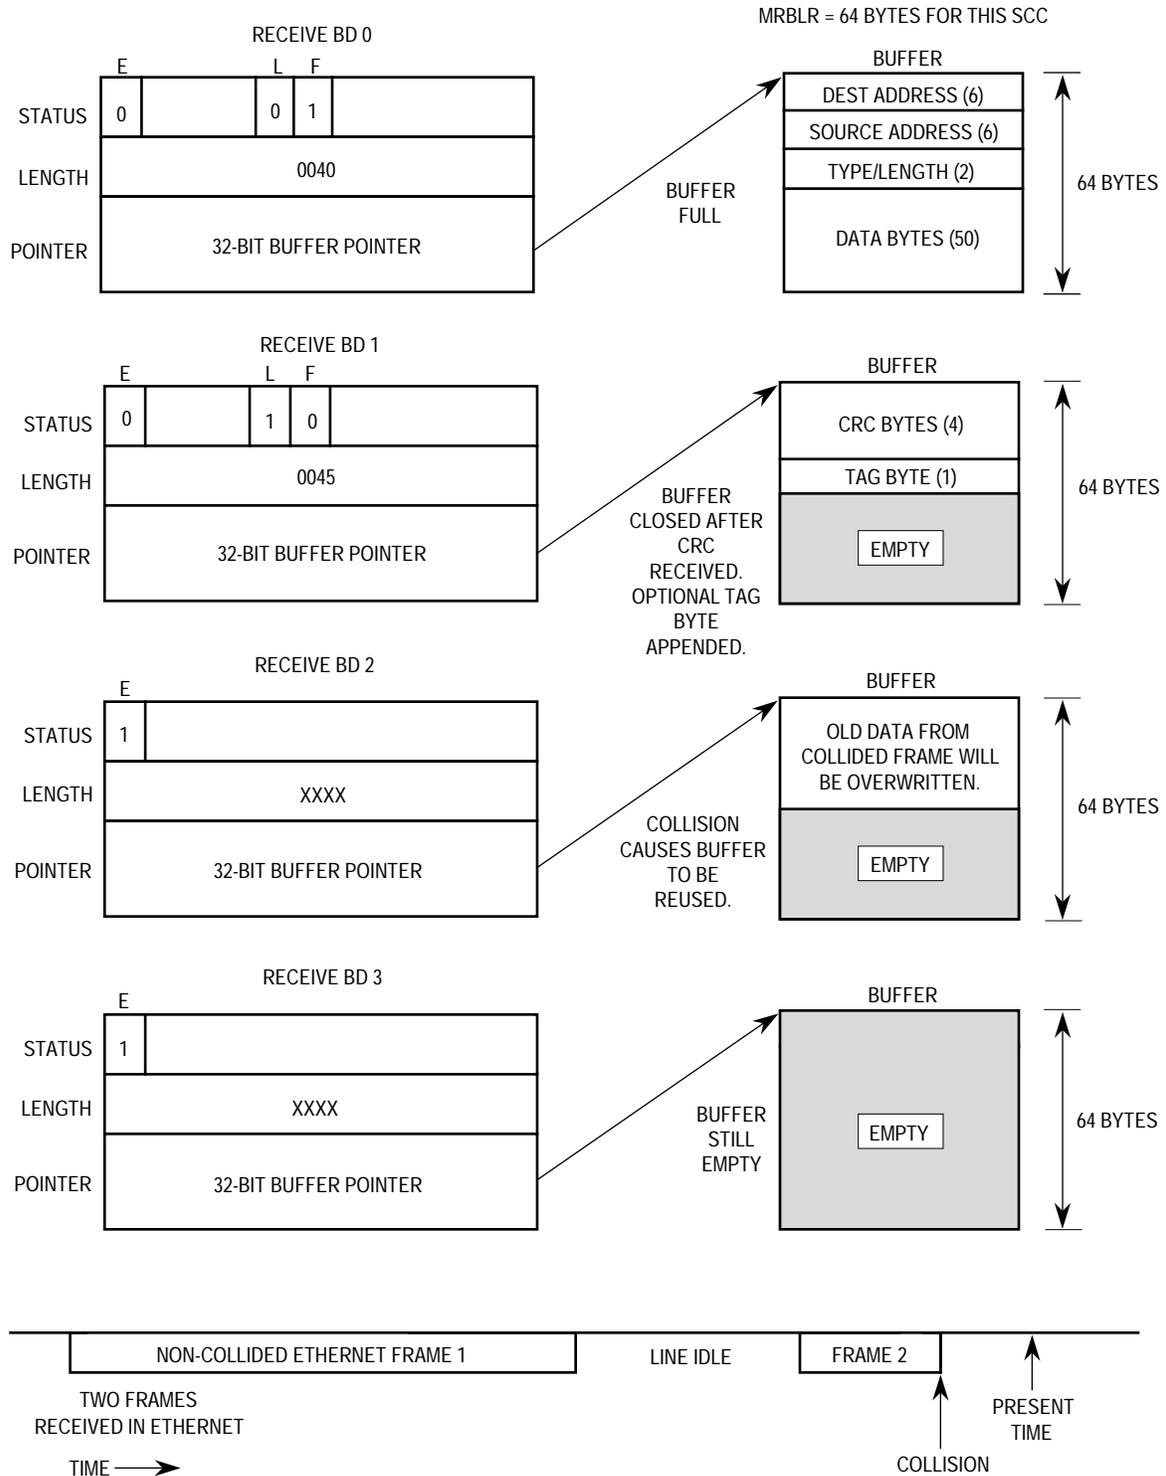 MRBLR = 64 BYTES FOR THIS SCC
RECEIVE BD 0
E L F
STATUS 0 0 1
LENGTH 0040
POINTER 32-BIT BUFFER POINTER
BUFFER
FULL
BUFFER
DEST ADDRESS (6)
SOURCE ADDRESS (6)
TYPE/LENGTH (2)
DATA BYTES (50)
64 BYTES
RECEIVE BD 1
E L F
STATUS 0 1 0
LENGTH 0045
POINTER 32-BIT BUFFER POINTER
BUFFER
CLOSED AFTER
CRC
RECEIVED.
OPTIONAL TAG
BYTE
APPENDED.
BUFFER
CRC BYTES (4)
TAG BYTE (1)
EMPTY
64 BYTES
RECEIVE BD 2
E
STATUS 1
LENGTH XXXX
POINTER 32-BIT BUFFER POINTER
COLLISION
CAUSES BUFFER
TO BE
REUSED.
BUFFER
OLD DATA FROM
COLLIDED FRAME WILL
BE OVERWRITTEN.
EMPTY
64 BYTES
RECEIVE BD 3
E
STATUS 1
LENGTH XXXX
POINTER 32-BIT BUFFER POINTER
BUFFER
STILL
EMPTY
BUFFER
EMPTY
64 BYTES
NON-COLLIDED ETHERNET FRAME 1 LINE IDLE FRAME 2
TWO FRAMES
RECEIVED IN ETHERNET
TIME
COLLISION
PRESENT
TIME